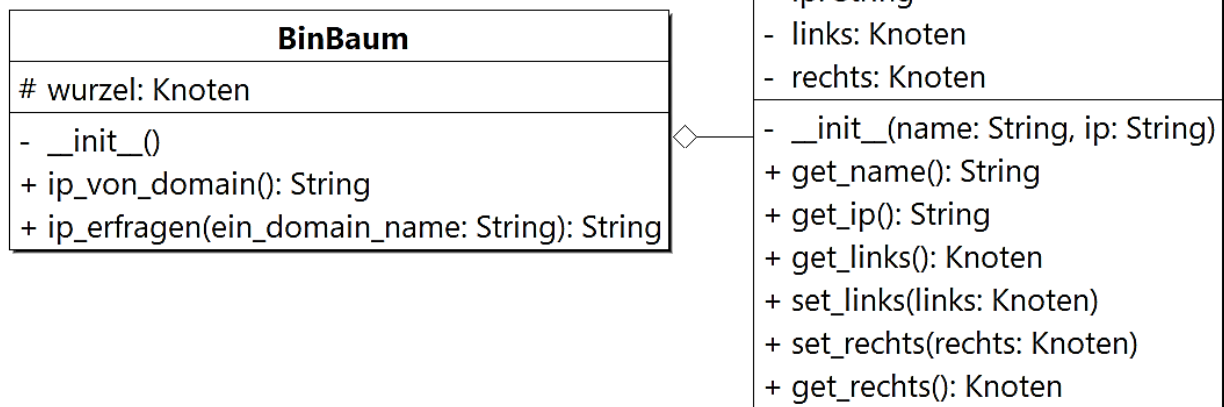 BinBaum
# wurzel: Knoten
- __init__()
+ ip_von_domain(): String
+ ip_erfragen(ein_domain_name: String): String
- links: Knoten
- rechts: Knoten
- __init__(name: String, ip: String)
+ get_name(): String
+ get_ip(): String
+ get_links(): Knoten
+ set_links(links: Knoten)
+ set_rechts(rechts: Knoten)
+ get_rechts(): Knoten